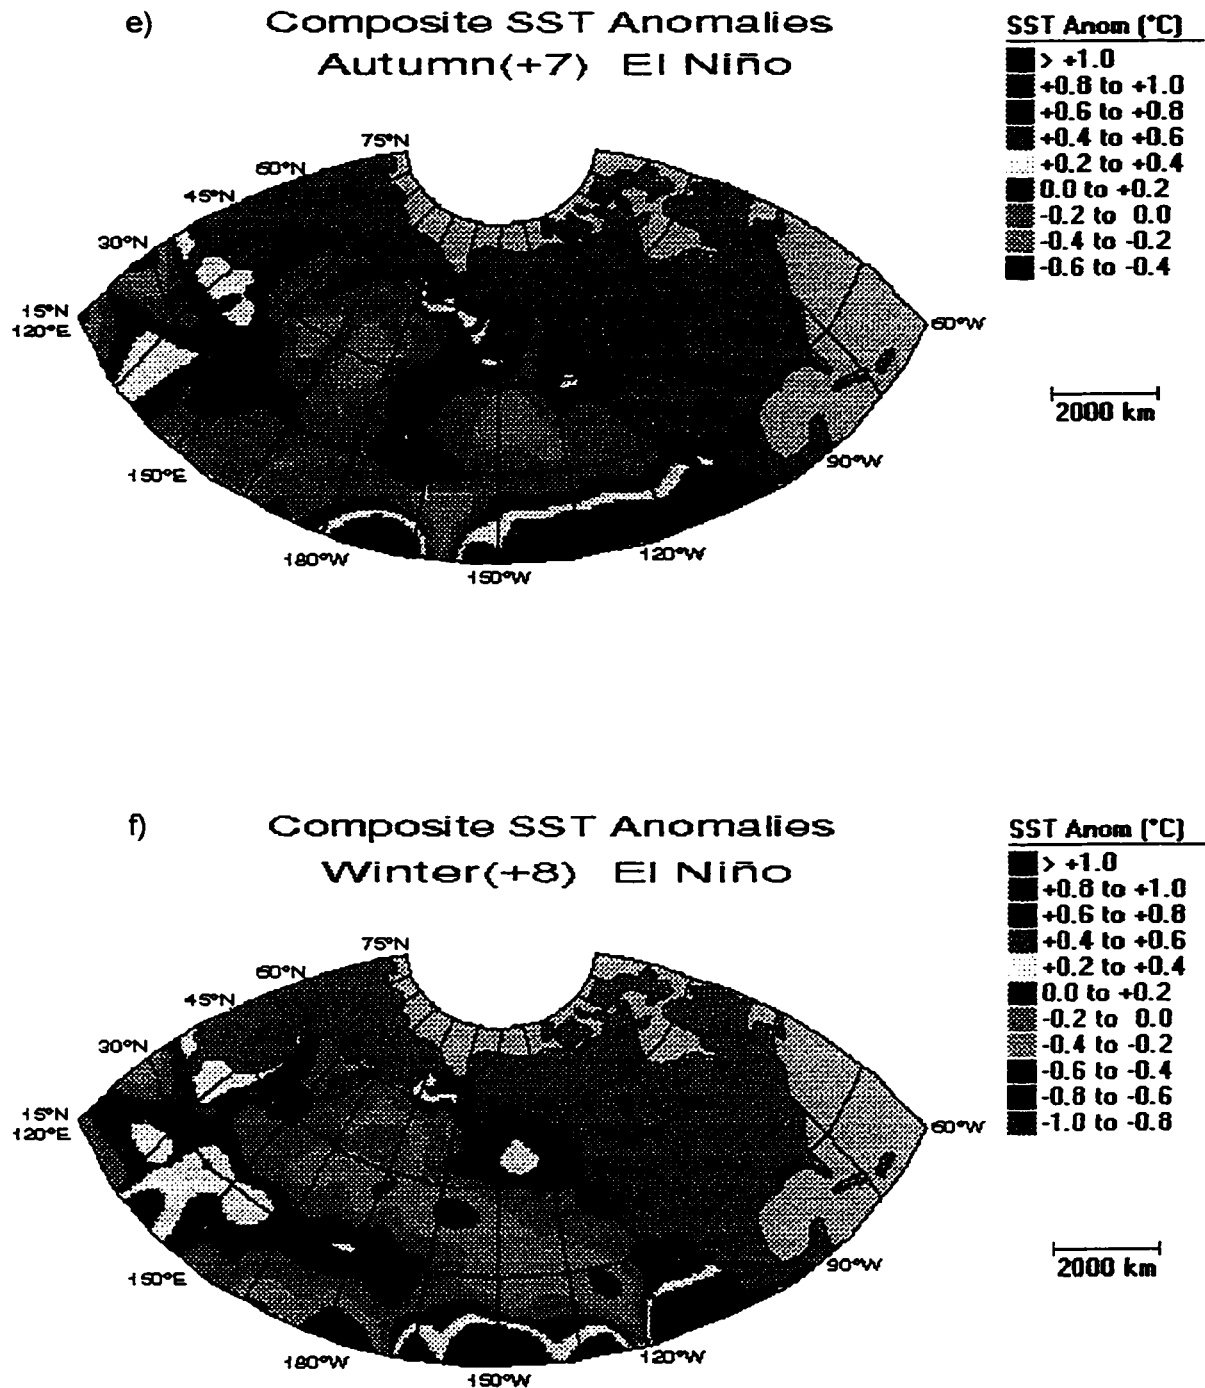 e)
Composite SST Anomalies
Autumn(+7) El Niño
SST Anom (°C)
> +1.0
+0.8 to +1.0
+0.6 to +0.8
+0.4 to +0.6
+0.2 to +0.4
0.0 to +0.2
-0.2 to 0.0
-0.4 to -0.2
-0.6 to -0.4
75°N
60°N
45°N
30°N
15°N
120°E
150°E
180°W
150°W
120°W
90°W
60°W
2000 km
f)
Composite SST Anomalies
Winter(+8) El Niño
SST Anom (°C)
> +1.0
+0.8 to +1.0
+0.6 to +0.8
+0.4 to +0.6
+0.2 to +0.4
0.0 to +0.2
-0.2 to 0.0
-0.4 to -0.2
-0.6 to -0.4
-0.8 to -0.6
-1.0 to -0.8
75°N
60°N
45°N
30°N
15°N
120°E
150°E
180°W
150°W
120°W
90°W
60°W
2000 km